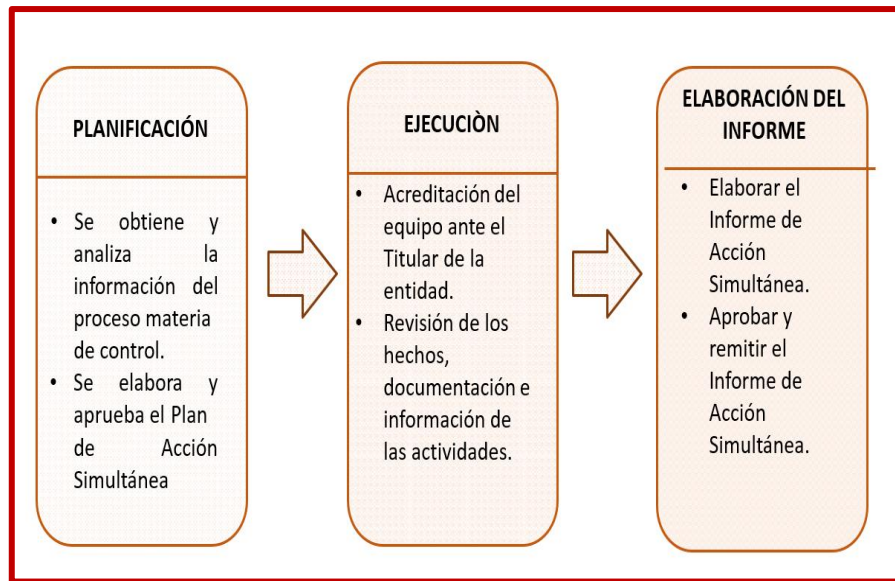 PLANIFICACIÓN
• Se obtiene y
analiza la
información del
proceso materia
de control.
• Se elabora y
aprueba el Plan
de Acción
Simultánea
EJECUCIÒN
• Acreditación del
equipo ante el
Titular de la
entidad.
• Revisión de los
hechos,
documentación e
información de
las actividades.
ELABORACIÓN DEL
INFORME
• Elaborar el
Informe de
Acción
Simultánea.
• Aprobar y
remitir el
Informe de
Acción
Simultánea.